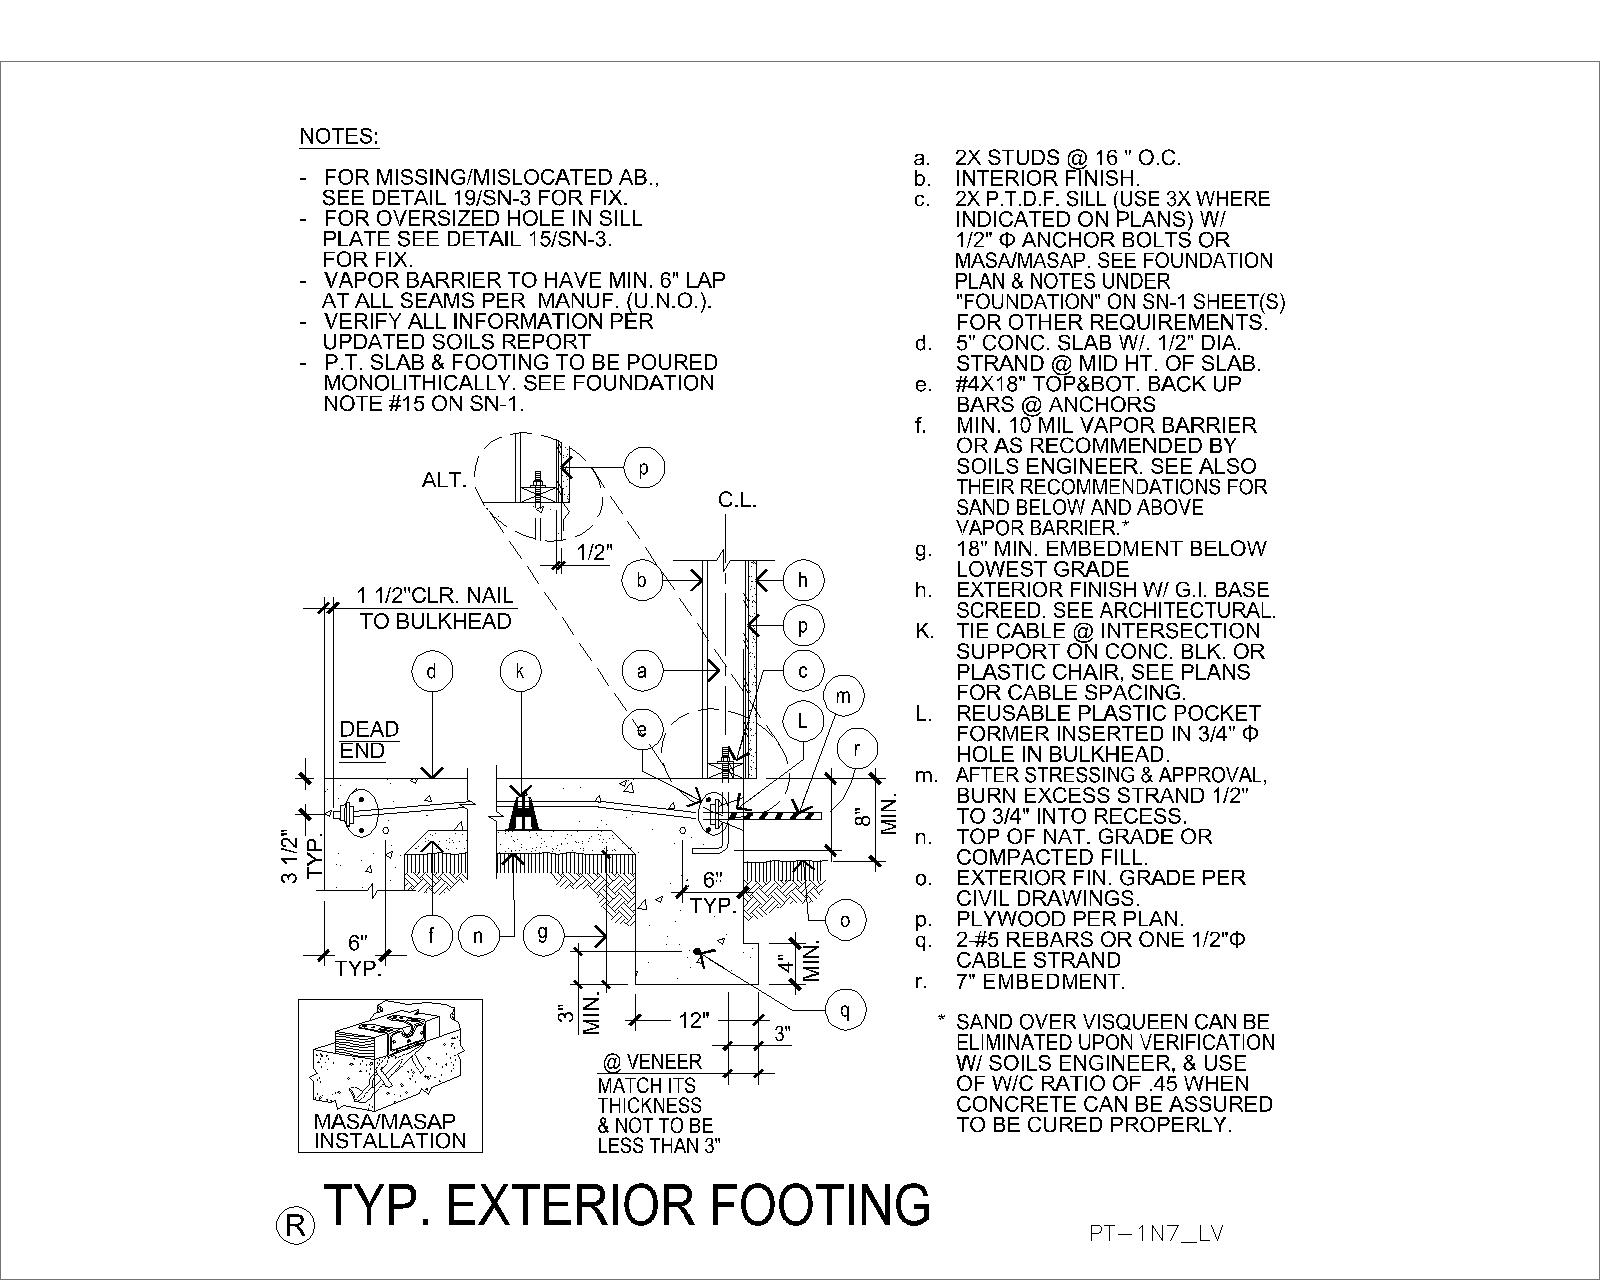 NOTES:
- FOR MISSING/MISLOCATED AB.,
SEE DETAIL 19/SN-3 FOR FIX.
- FOR OVERSIZED HOLE IN SILL
PLATE SEE DETAIL 15/SN-3.
FOR FIX.
- VAPOR BARRIER TO HAVE MIN. 6" LAP
AT ALL SEAMS PER MANUF. (U.N.O.).
- VERIFY ALL INFORMATION PER
UPDATED SOILS REPORT
- P.T. SLAB & FOOTING TO BE POURED
MONOLITHICALLY. SEE FOUNDATION
NOTE #15 ON SN-1.
a. 2X STUDS @ 16 " O.C.
b. INTERIOR FINISH.
c. 2X P.T.D.F. SILL (USE 3X WHERE
INDICATED ON PLANS) W/
1/2" Φ ANCHOR BOLTS OR
MASA/MASAP. SEE FOUNDATION
PLAN & NOTES UNDER
"FOUNDATION" ON SN-1 SHEET(S)
FOR OTHER REQUIREMENTS.
d. 5" CONC. SLAB W/. 1/2" DIA.
STRAND @ MID HT. OF SLAB.
e. #4X18" TOP&BOT. BACK UP
BARS @ ANCHORS
f. MIN. 10 MIL VAPOR BARRIER
OR AS RECOMMENDED BY
SOILS ENGINEER. SEE ALSO
THEIR RECOMMENDATIONS FOR
SAND BELOW AND ABOVE
VAPOR BARRIER.*
g. 18" MIN. EMBEDMENT BELOW
LOWEST GRADE
h. EXTERIOR FINISH W/ G.I. BASE
SCREED. SEE ARCHITECTURAL.
K. TIE CABLE @ INTERSECTION
SUPPORT ON CONC. BLK. OR
PLASTIC CHAIR, SEE PLANS
FOR CABLE SPACING.
L. REUSABLE PLASTIC POCKET
FORMER INSERTED IN 3/4" Φ
HOLE IN BULKHEAD.
m. AFTER STRESSING & APPROVAL,
BURN EXCESS STRAND 1/2"
TO 3/4" INTO RECESS.
n. TOP OF NAT. GRADE OR
COMPACTED FILL.
o. EXTERIOR FIN. GRADE PER
CIVIL DRAWINGS.
p. PLYWOOD PER PLAN.
q. 2-#5 REBARS OR ONE 1/2"Φ
CABLE STRAND
r. 7" EMBEDMENT.
* SAND OVER VISQUEEN CAN BE
ELIMINATED UPON VERIFICATION
W/ SOILS ENGINEER, & USE
OF W/C RATIO OF .45 WHEN
CONCRETE CAN BE ASSURED
TO BE CURED PROPERLY.
ALT.
p
C.L.
1/2"
b
h
1 1/2"CLR. NAIL
TO BULKHEAD
p
d
k
a
c
m
L
e
r
DEAD
END
8"
MIN.
3 1/2"
TYP.
6"
TYP.
f
n
g
o
6"
TYP.
4"
MIN.
3"
MIN.
12"
q
3"
@ VENEER
MATCH ITS
THICKNESS
& NOT TO BE
LESS THAN 3"
MASA/MASAP
INSTALLATION
R TYP. EXTERIOR FOOTING
PT-1N7_LV